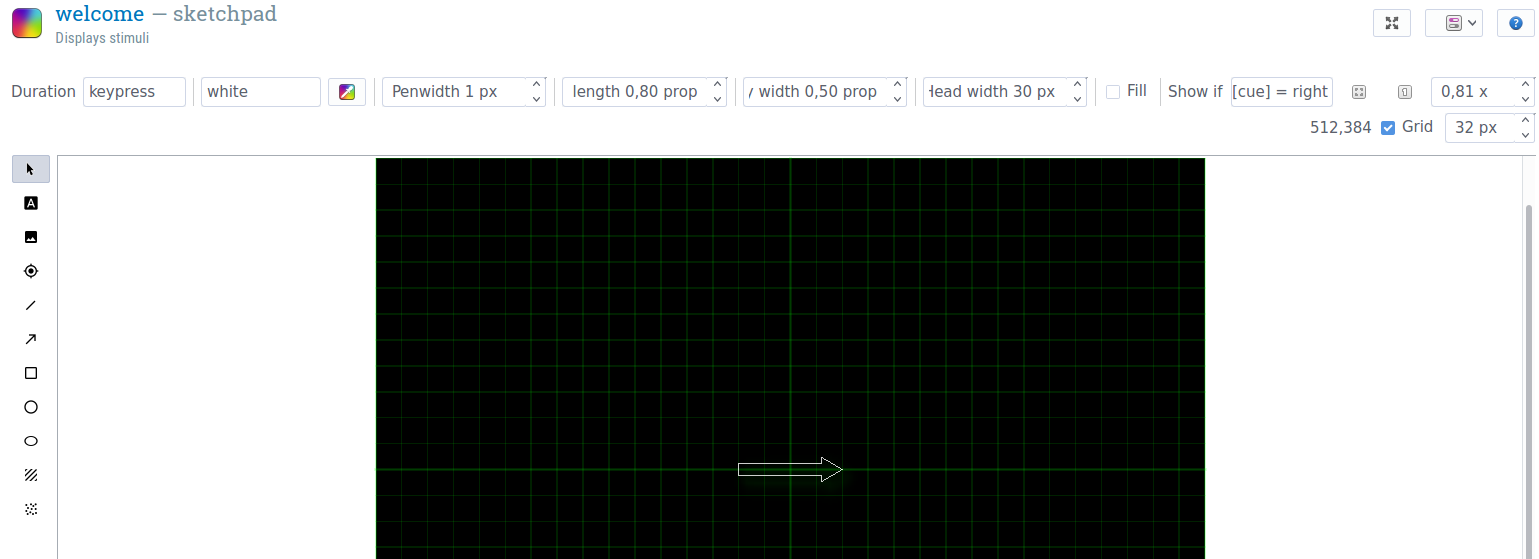 welcome — sketchpad
Displays stimuli
Duration keypress white Penwidth 1 px length 0,80 prop width 0,50 prop width 30 px Fill Show if [cue] = right 0,81 x
512,384 Grid 32 px
A